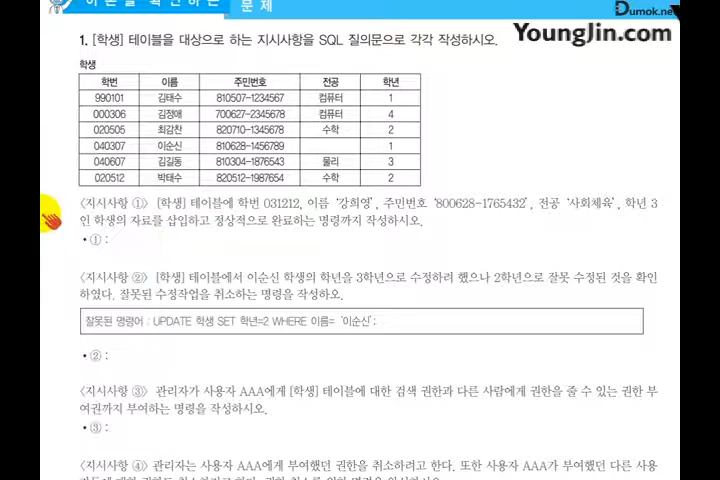 이론을 확인하는 문제
Dumok.ne
YoungJin.com
1. [학생] 테이블을 대상으로 하는 지시사항을 SQL 질의문으로 각각 작성하시오.
학생
학번 이름 주민번호 전공 학년
990101 김태수 810507-1234567 컴퓨터 1
000306 김정애 700627-2345678 컴퓨터 4
020505 최감찬 820710-1345678 수학 2
040307 이순신 810628-1456789 1
040607 김길동 810304-1876543 물리 3
020512 박태수 820512-1987654 수학 2
〈지시사항 ①〉 [학생] 테이블에 학번 031212, 이름 ‘강희영’, 주민번호 ‘800628-1765432’, 전공 ‘사회체육’, 학년 3
인 학생의 자료를 삽입하고 정상적으로 완료하는 명령까지 작성하시오.
• ① :
〈지시사항 ②〉 [학생] 테이블에서 이순신 학생의 학년을 3학년으로 수정하려 했으나 2학년으로 잘못 수정된 것을 확인
하였다. 잘못된 수정작업을 취소하는 명령을 작성하오.
잘못된 명령어 : UPDATE 학생 SET 학년=2 WHERE 이름= ‘이순신’;
• ② :
〈지시사항 ③〉 관리자가 사용자 AAA에게 [학생] 테이블에 대한 검색 권한과 다른 사람에게 권한을 줄 수 있는 권한 부
여권까지 부여하는 명령을 작성하시오.
• ③ :
〈지시사항 ④〉 관리자는 사용자 AAA에게 부여했던 권한을 취소하려고 한다. 또한 사용자 AAA가 부여했던 다른 사용